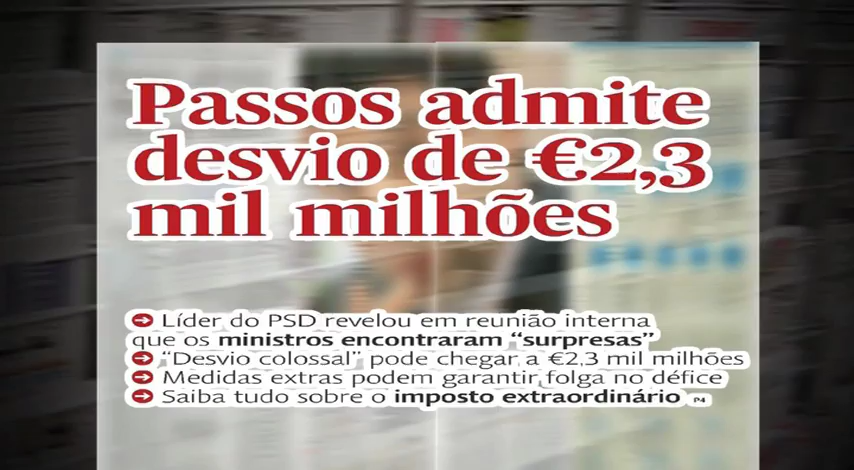 Passos admite
desvio de €2,3
mil milhões
Líder do PSD revelou em reunião interna
que os ministros encontraram “surpresas”
“Desvio colossal” pode chegar a €2,3 mil milhões
Medidas extras podem garantir folga no défice
Saiba tudo sobre o imposto extraordinário P4